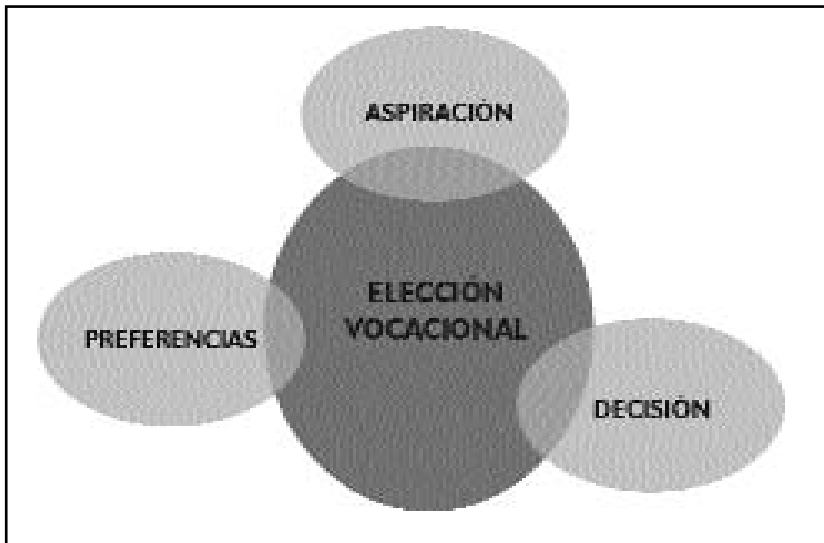 ASPIRACIÓN
ELECCIÓN
VOCACIONAL
PREFERENCIAS
DECISIÓN